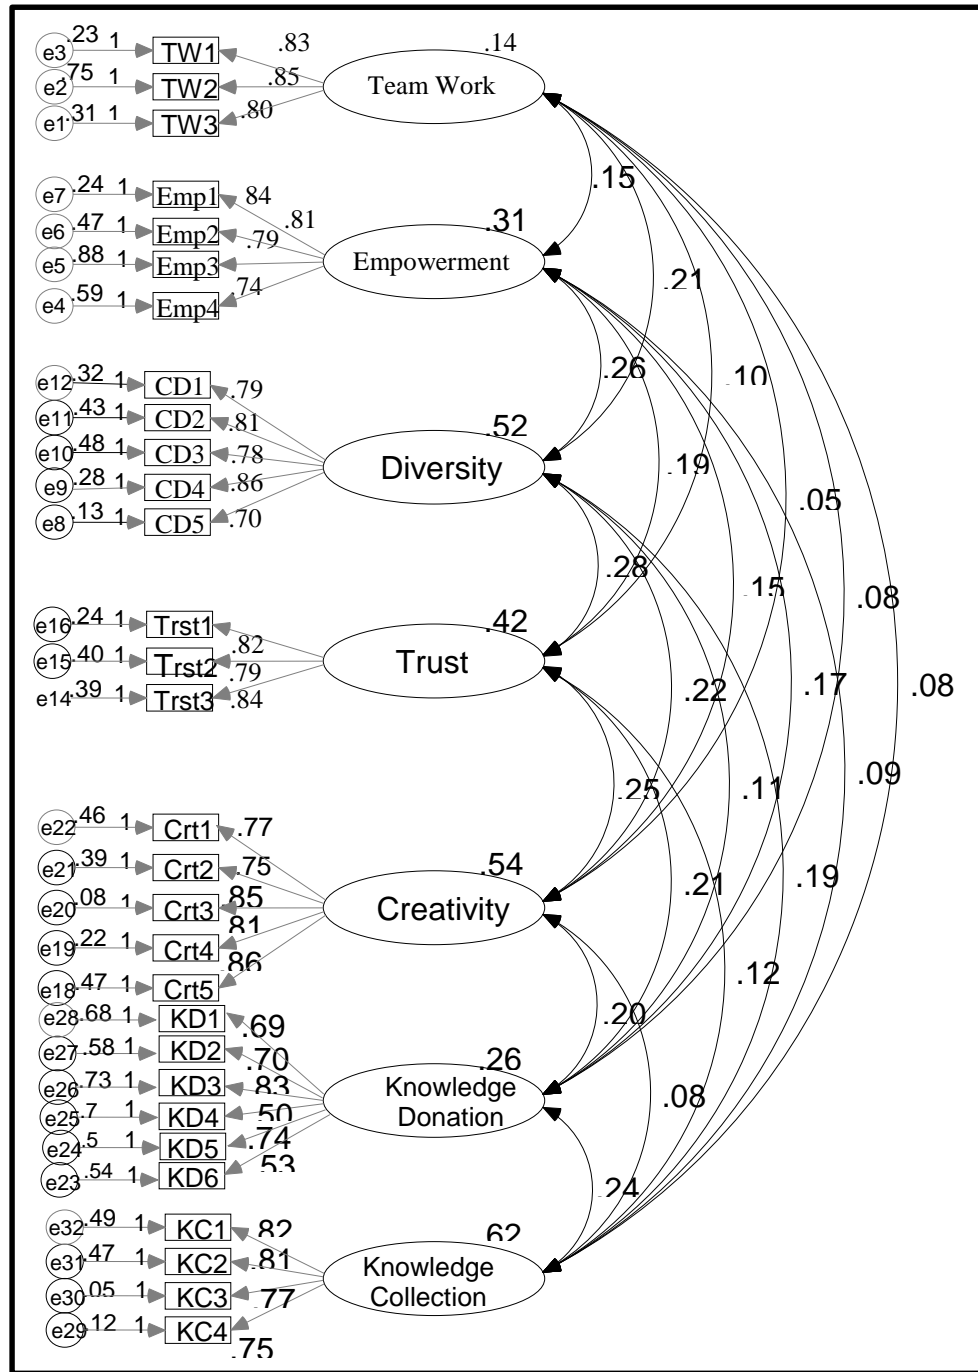 e3 .23 1 TW1 .83 .14
e2 .75 1 TW2 .85 Team Work
e1 .31 1 TW3 .80
.15
e7 .24 1 Emp1 84
e6 .47 1 Emp2 .81 .31
e5 .88 1 Emp3 .79 Empowerment
e4 .59 1 Emp4 .74
.21
.26
.10
e12 .32 1 CD1 .79
e11 .43 1 CD2 .81 .52
e10 .48 1 CD3 .78 Diversity
e9 .28 1 CD4 .86
e8 .13 1 CD5 .70
.19
.05
.28
.15
.08
e16 .24 1 Trst1 .82 .42
e15 .40 1 Trst2 .79 Trust
e14 .39 1 Trst3 .84
.22
.17
.08
.25
.11
.09
e22 .46 1 Crt1 .77
e21 .39 1 Crt2 .75 .54
e20 .08 1 Crt3 .85 Creativity
e19 .22 1 Crt4 .81
e18 .47 1 Crt5 .86
.21
.19
.12
.20
e28 .68 1 KD1 .69
e27 .58 1 KD2 .70 .26
e26 .73 1 KD3 .83 Knowledge
e25 .7 1 KD4 .50 Donation
e24 .5 1 KD5 .74
e23 .54 1 KD6 .53
.08
.24
e32 .49 1 KC1 .82 .62
e31 .47 1 KC2 .81 Knowledge
e30 .05 1 KC3 .77 Collection
e29 .12 1 KC4 .75